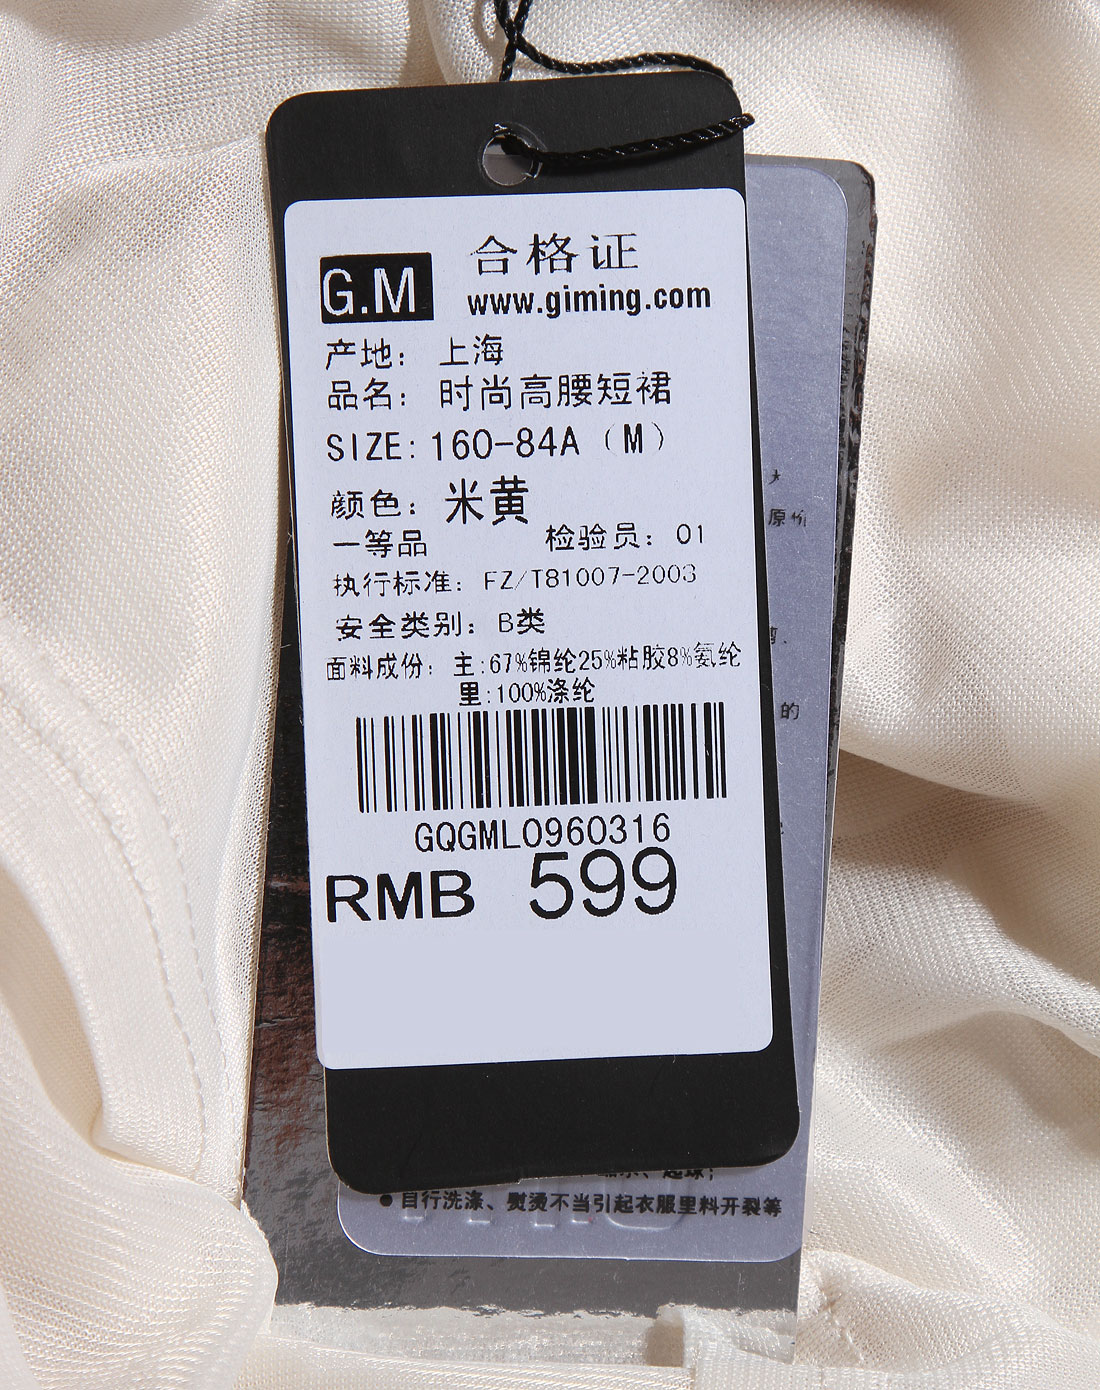 合格证
G.M
www.giming.com
产地: 上海
品名: 时尚高腰短裙
SIZE: 160-84A (M)
颜色: 米黄
一等品 检验员: 01
执行标准: FZ/T81007-2003
安全类别: B类
面料成份: 主:67%锦纶25%粘胶8%氨纶
里:100%涤纶
GQGML0960316
RMB 599
原价
的
● 自行洗涤、熨烫不当引起衣服里料开裂等